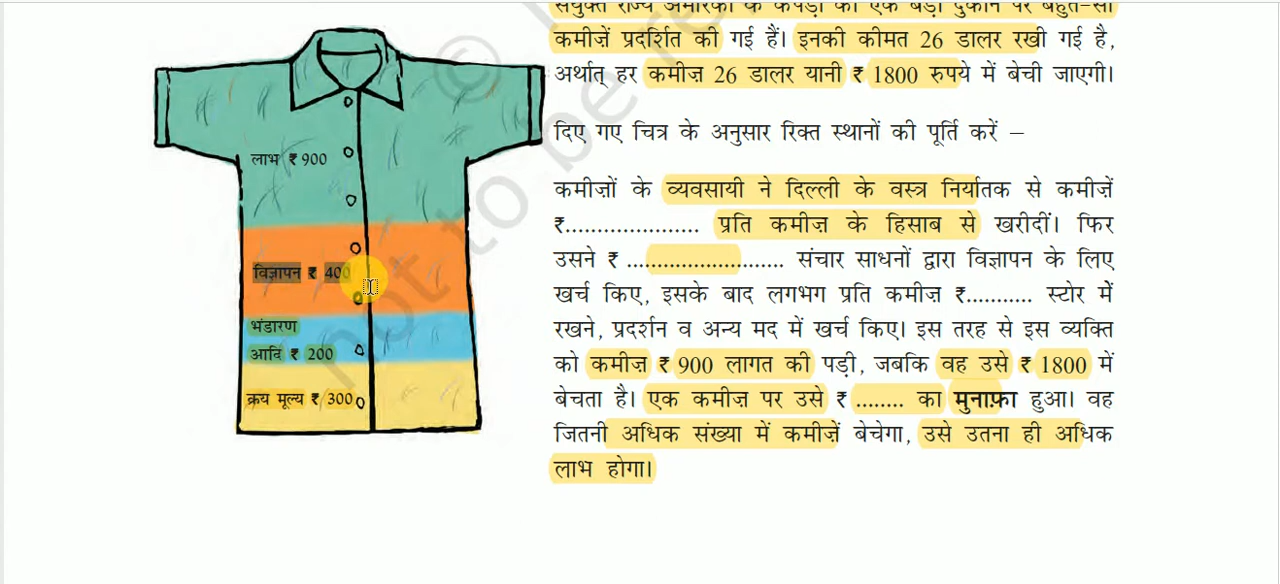 संयुक्त राज्य अमेरिका के कपड़ों की एक बड़ी दुकान पर बहुत-सी
कमीज़ें प्रदर्शित की गई हैं। इनकी कीमत 26 डालर रखी गई है,
अर्थात् हर कमीज़ 26 डालर यानी ₹ 1800 रुपये में बेची जाएगी।
दिए गए चित्र के अनुसार रिक्त स्थानों की पूर्ति करें –
कमीज़ों के व्यवसायी ने दिल्ली के वस्त्र निर्यातक से कमीज़ें
₹..................... प्रति कमीज़ के हिसाब से खरीदीं। फिर
उसने ₹ ......................... संचार साधनों द्वारा विज्ञापन के लिए
खर्च किए, इसके बाद लगभग प्रति कमीज़ ₹........... स्टोर में
रखने, प्रदर्शन व अन्य मद में खर्च किए। इस तरह से इस व्यक्ति
को कमीज़ ₹ 900 लागत की पड़ी, जबकि वह उसे ₹ 1800 में
बेचता है। एक कमीज़ पर उसे ₹ ........ का मुनाफ़ा हुआ। वह
जितनी अधिक संख्या में कमीज़ें बेचेगा, उसे उतना ही अधिक
लाभ होगा।
लाभ ₹ 900
विज्ञापन ₹ 400
भंडारण
आदि ₹ 200
क्रय मूल्य ₹ 300
© not to be re